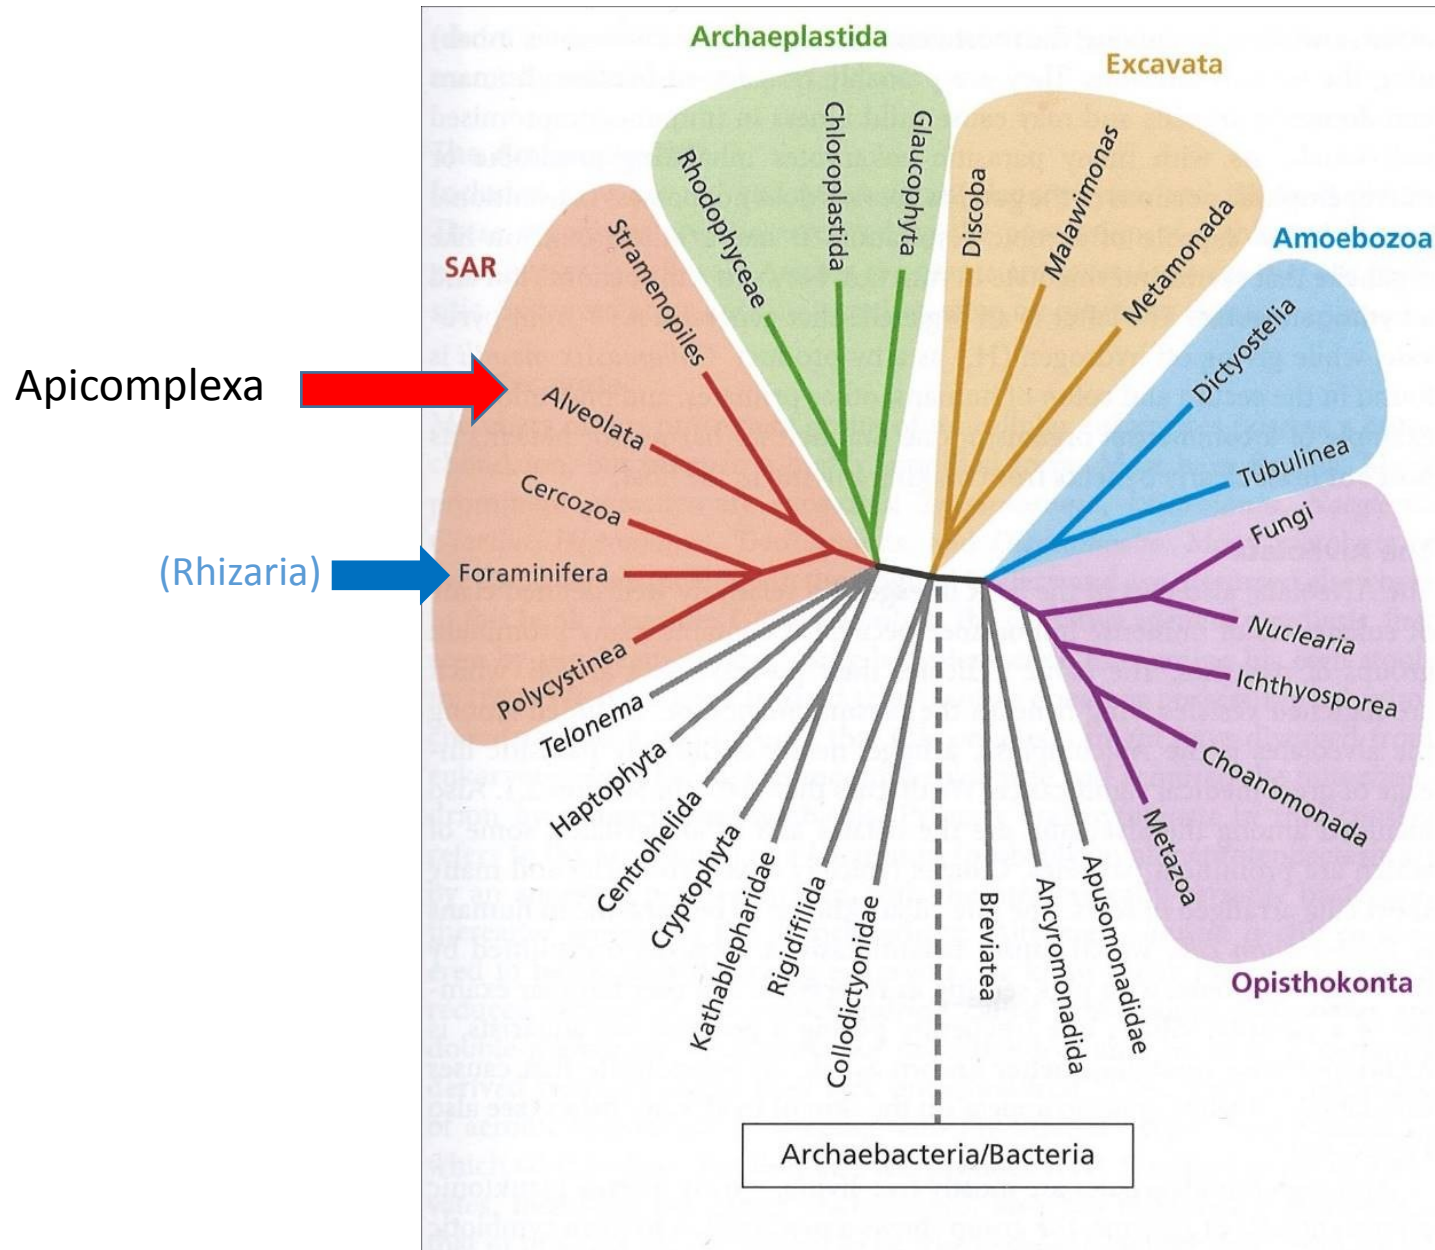 Archaeplastida
Excavata
Amoebozoa
SAR
Opisthokonta
Apicomplexa
(Rhizaria)
Stramenopiles
Alveolata
Cercozoa
Foraminifera
Polycystinea
Rhodophyceae
Chloroplastida
Glaucophyta
Discoba
Malawimonas
Metamonada
Dictyostelia
Tubulinea
Fungi
Nuclearia
Ichthyosporea
Choanomonada
Metazoa
Telonema
Haptophyta
Centrohelida
Cryptophyta
Kathablepharidae
Rigidifilida
Collodictyonidae
Breviatea
Ancyromonadida
Apusomonadidae
Archaebacteria/Bacteria